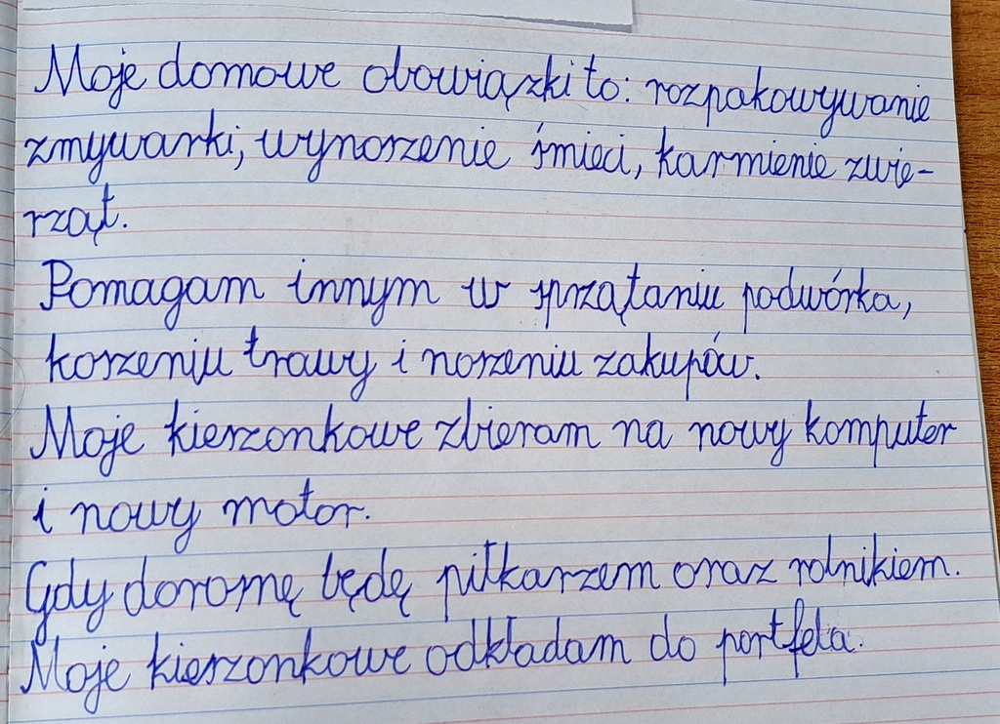 Moje domowe obowiązki to: rozpakowywanie
zmywarki, wynoszenie śmieci, karmienie zwie-
rząt.
Pomagam innym w sprzątaniu podwórka,
koszeniu trawy i noszeniu zakupów.
Moje kieszonkowe zbieram na nowy komputer
i nowy motor.
Gdy dorosnę będę piłkarzem oraz rolnikiem.
Moje kieszonkowe odkładam do portfela.